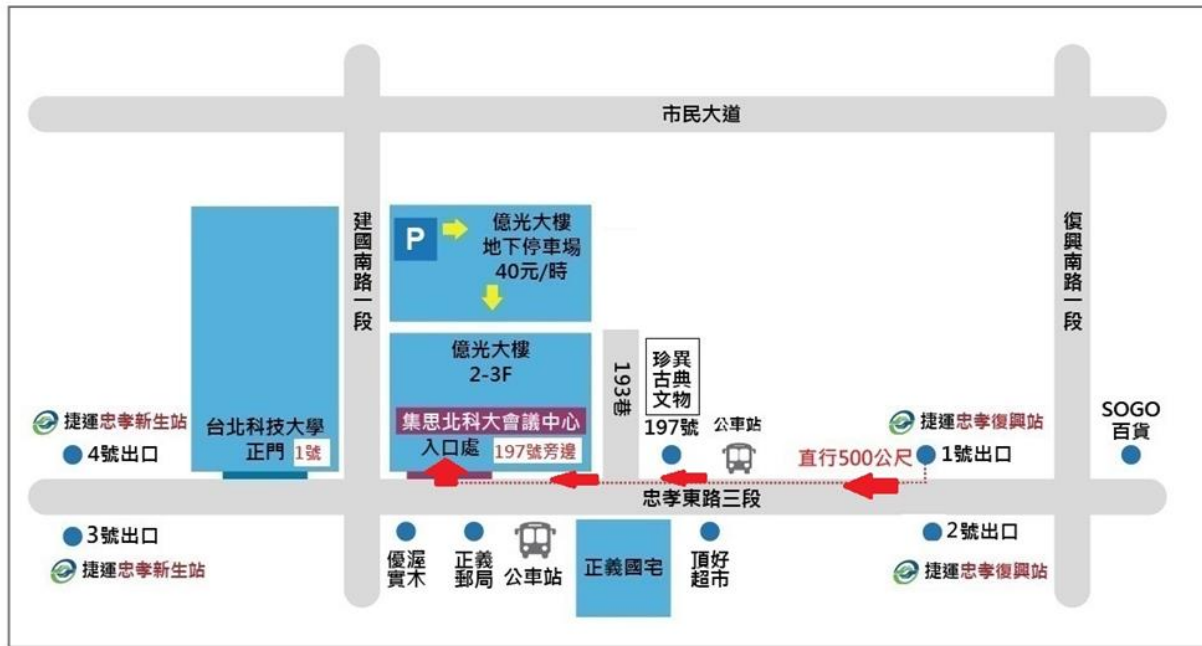 市民大道
建國南路一段
復興南路一段
P
億光大樓
地下停車場
40元/時
億光大樓
2-3F
集思北科大會議中心
入口處
197號旁邊
193巷
珍異
古典
文物
197號
公車站
台北科技大學
正門
1號
捷運忠孝新生站
4號出口
捷運忠孝復興站
1號出口
SOGO
百貨
直行500公尺
忠孝東路三段
3號出口
捷運忠孝新生站
優渥
實木
正義
郵局
公車站
正義國宅
頂好
超市
2號出口
捷運忠孝復興站